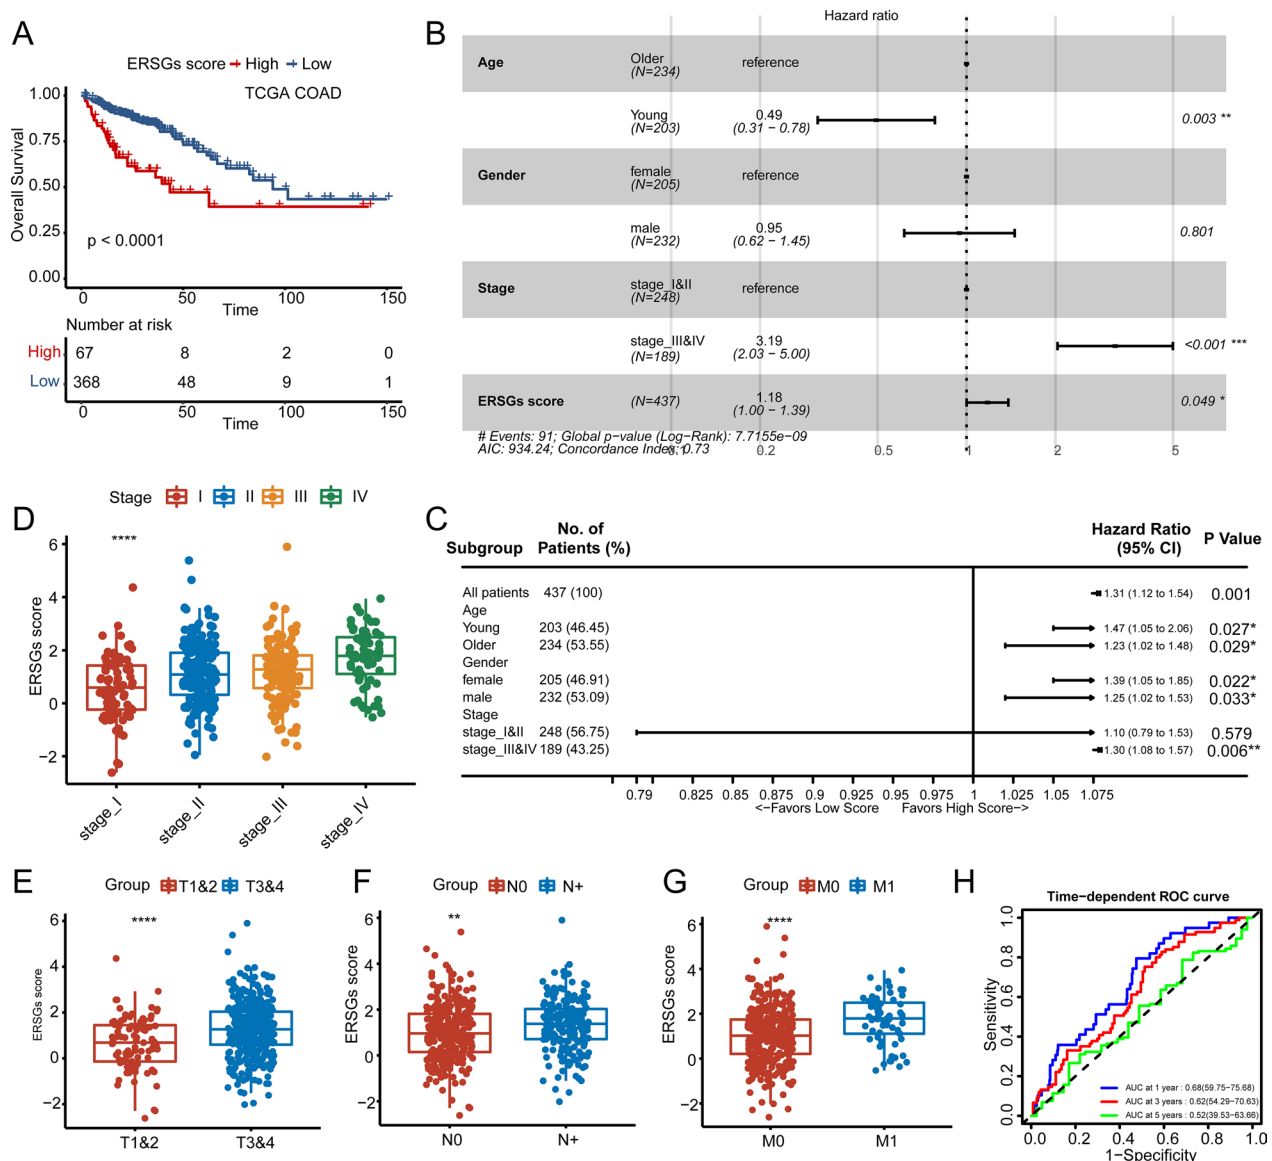 A
ERSGs score High Low
TCGA COAD
1.00
0.75
0.50
0.25
0.00
Overall Survival
p < 0.0001
0 50 100 150
Time
Number at risk
High 67 8 2 0
Low 368 48 9 1
0 50 100 150
Time
B
Hazard ratio
Age Older (N=234) reference
Young (N=203) 0.49 (0.31 − 0.78) 0.003 **
Gender female (N=205) reference
male (N=232) 0.95 (0.62 − 1.45) 0.801
Stage stage_I&II (N=248) reference
stage_III&IV (N=189) 3.19 (2.03 − 5.00) <0.001 ***
ERSGs score (N=437) 1.18 (1.00 − 1.39) 0.049 *
# Events: 91; Global p−value (Log−Rank): 7.7155e−09
AIC: 934.24; Concordance Index: 0.73
0.1 0.2 0.5 1 2 5
C
Subgroup No. of Patients (%) Hazard Ratio (95% CI) P Value
All patients 437 (100) 1.31 (1.12 to 1.54) 0.001
Age
Young 203 (46.45) 1.47 (1.05 to 2.06) 0.027*
Older 234 (53.55) 1.23 (1.02 to 1.48) 0.029*
Gender
female 205 (46.91) 1.39 (1.05 to 1.85) 0.022*
male 232 (53.09) 1.25 (1.02 to 1.53) 0.033*
Stage
stage_I&II 248 (56.75) 1.10 (0.79 to 1.53) 0.579
stage_III&IV 189 (43.25) 1.30 (1.08 to 1.57) 0.006**
0.79 0.825 0.85 0.875 0.9 0.925 0.95 0.975 1 1.025 1.05 1.075
<−Favors Low Score Favors High Score−>
D
Stage I II III IV
****
6
4
2
0
−2
ERSGs score
stage_I stage_II stage_III stage_IV
E
Group T1&2 T3&4
****
6
4
2
0
−2
ERSGs score
T1&2 T3&4
F
Group N0 N+
**
6
4
2
0
−2
ERSGs score
N0 N+
G
Group M0 M1
****
6
4
2
0
−2
ERSGs score
M0 M1
H
Time−dependent ROC curve
1.0
0.8
0.6
0.4
0.2
0.0
Sensitivity
AUC at 1 year : 0.68(59.75−75.68)
AUC at 3 years : 0.62(54.29−70.63)
AUC at 5 years : 0.52(39.53−63.66)
0.0 0.2 0.4 0.6 0.8 1.0
1−Specificity